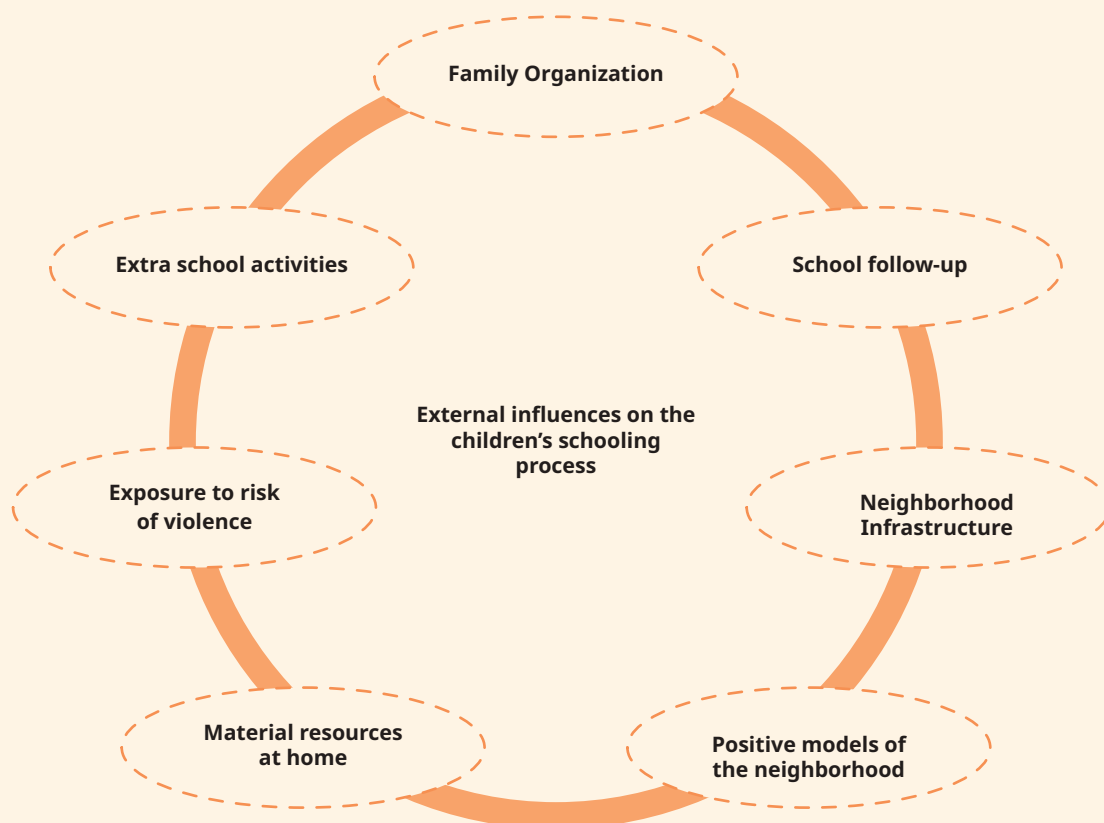 Family Organization
Extra school activities
School follow-up
External influences on the
children’s schooling
process
Exposure to risk
of violence
Neighborhood
Infrastructure
Material resources
at home
Positive models of
the neighborhood